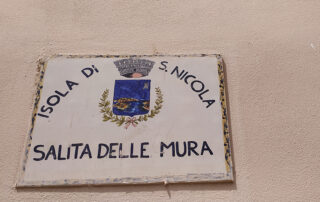 ISOLA Di S. NICOLA
SALITA DELLE MURA